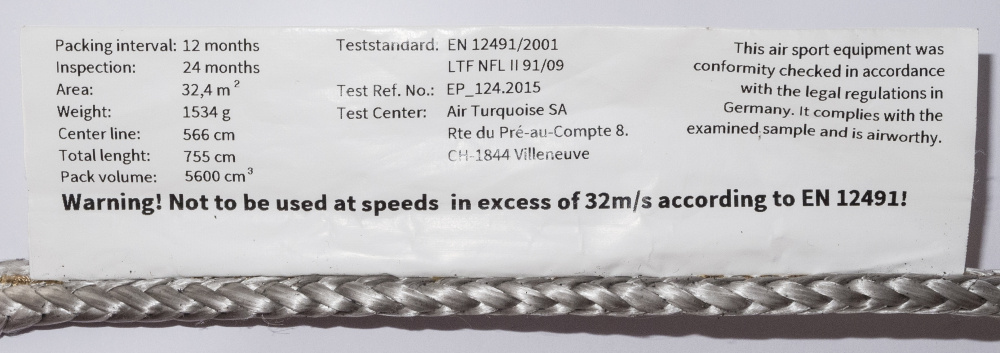 Packing interval: 12 months
Inspection: 24 months
Area: 32,4 m²
Weight: 1534 g
Center line: 566 cm
Total lenght: 755 cm
Pack volume: 5600 cm³
Teststandard: EN 12491/2001
LTF NFL II 91/09
Test Ref. No.: EP_124.2015
Test Center: Air Turquoise SA
Rte du Pré-au-Compte 8.
CH-1844 Villeneuve
This air sport equipment was
conformity checked in accordance
with the legal regulations in
Germany. It complies with the
examined sample and is airworthy.
Warning! Not to be used at speeds in excess of 32m/s according to EN 12491!